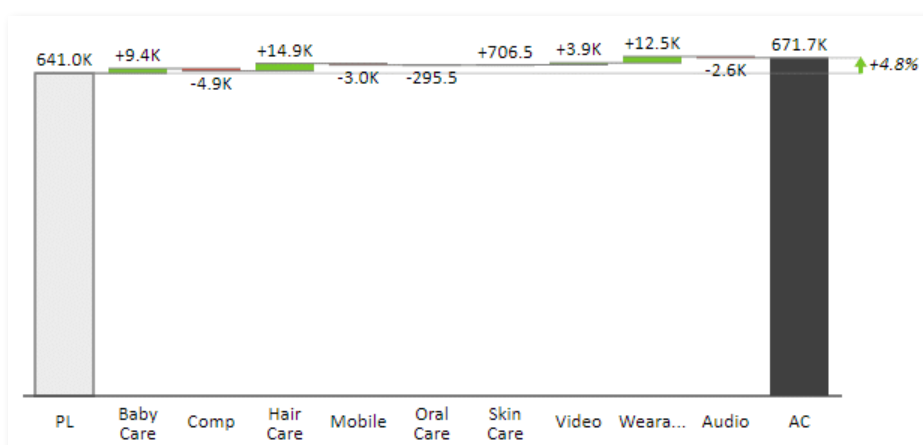 641.0K
+9.4K
-4.9K
+14.9K
-3.0K
-295.5
+706.5
+3.9K
+12.5K
-2.6K
671.7K
+4.8%
PL
Baby
Care
Comp
Hair
Care
Mobile
Oral
Care
Skin
Care
Video
Weara...
Audio
AC